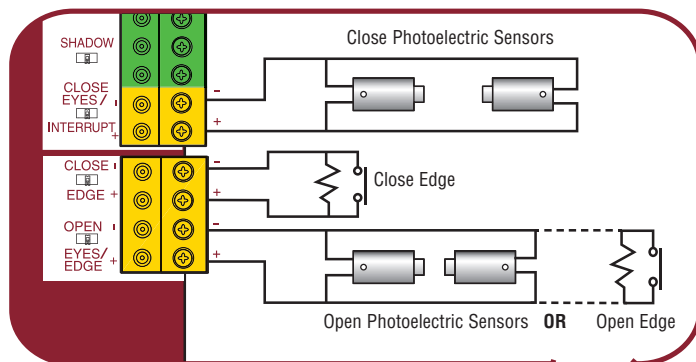 SHADOW
CLOSE
EYES/ -
INTERRUPT +
- 
+
Close Photoelectric Sensors
CLOSE -
EDGE +
-
+
Close Edge
OPEN -
EYES/ +
EDGE
-
+
Open Photoelectric Sensors OR Open Edge